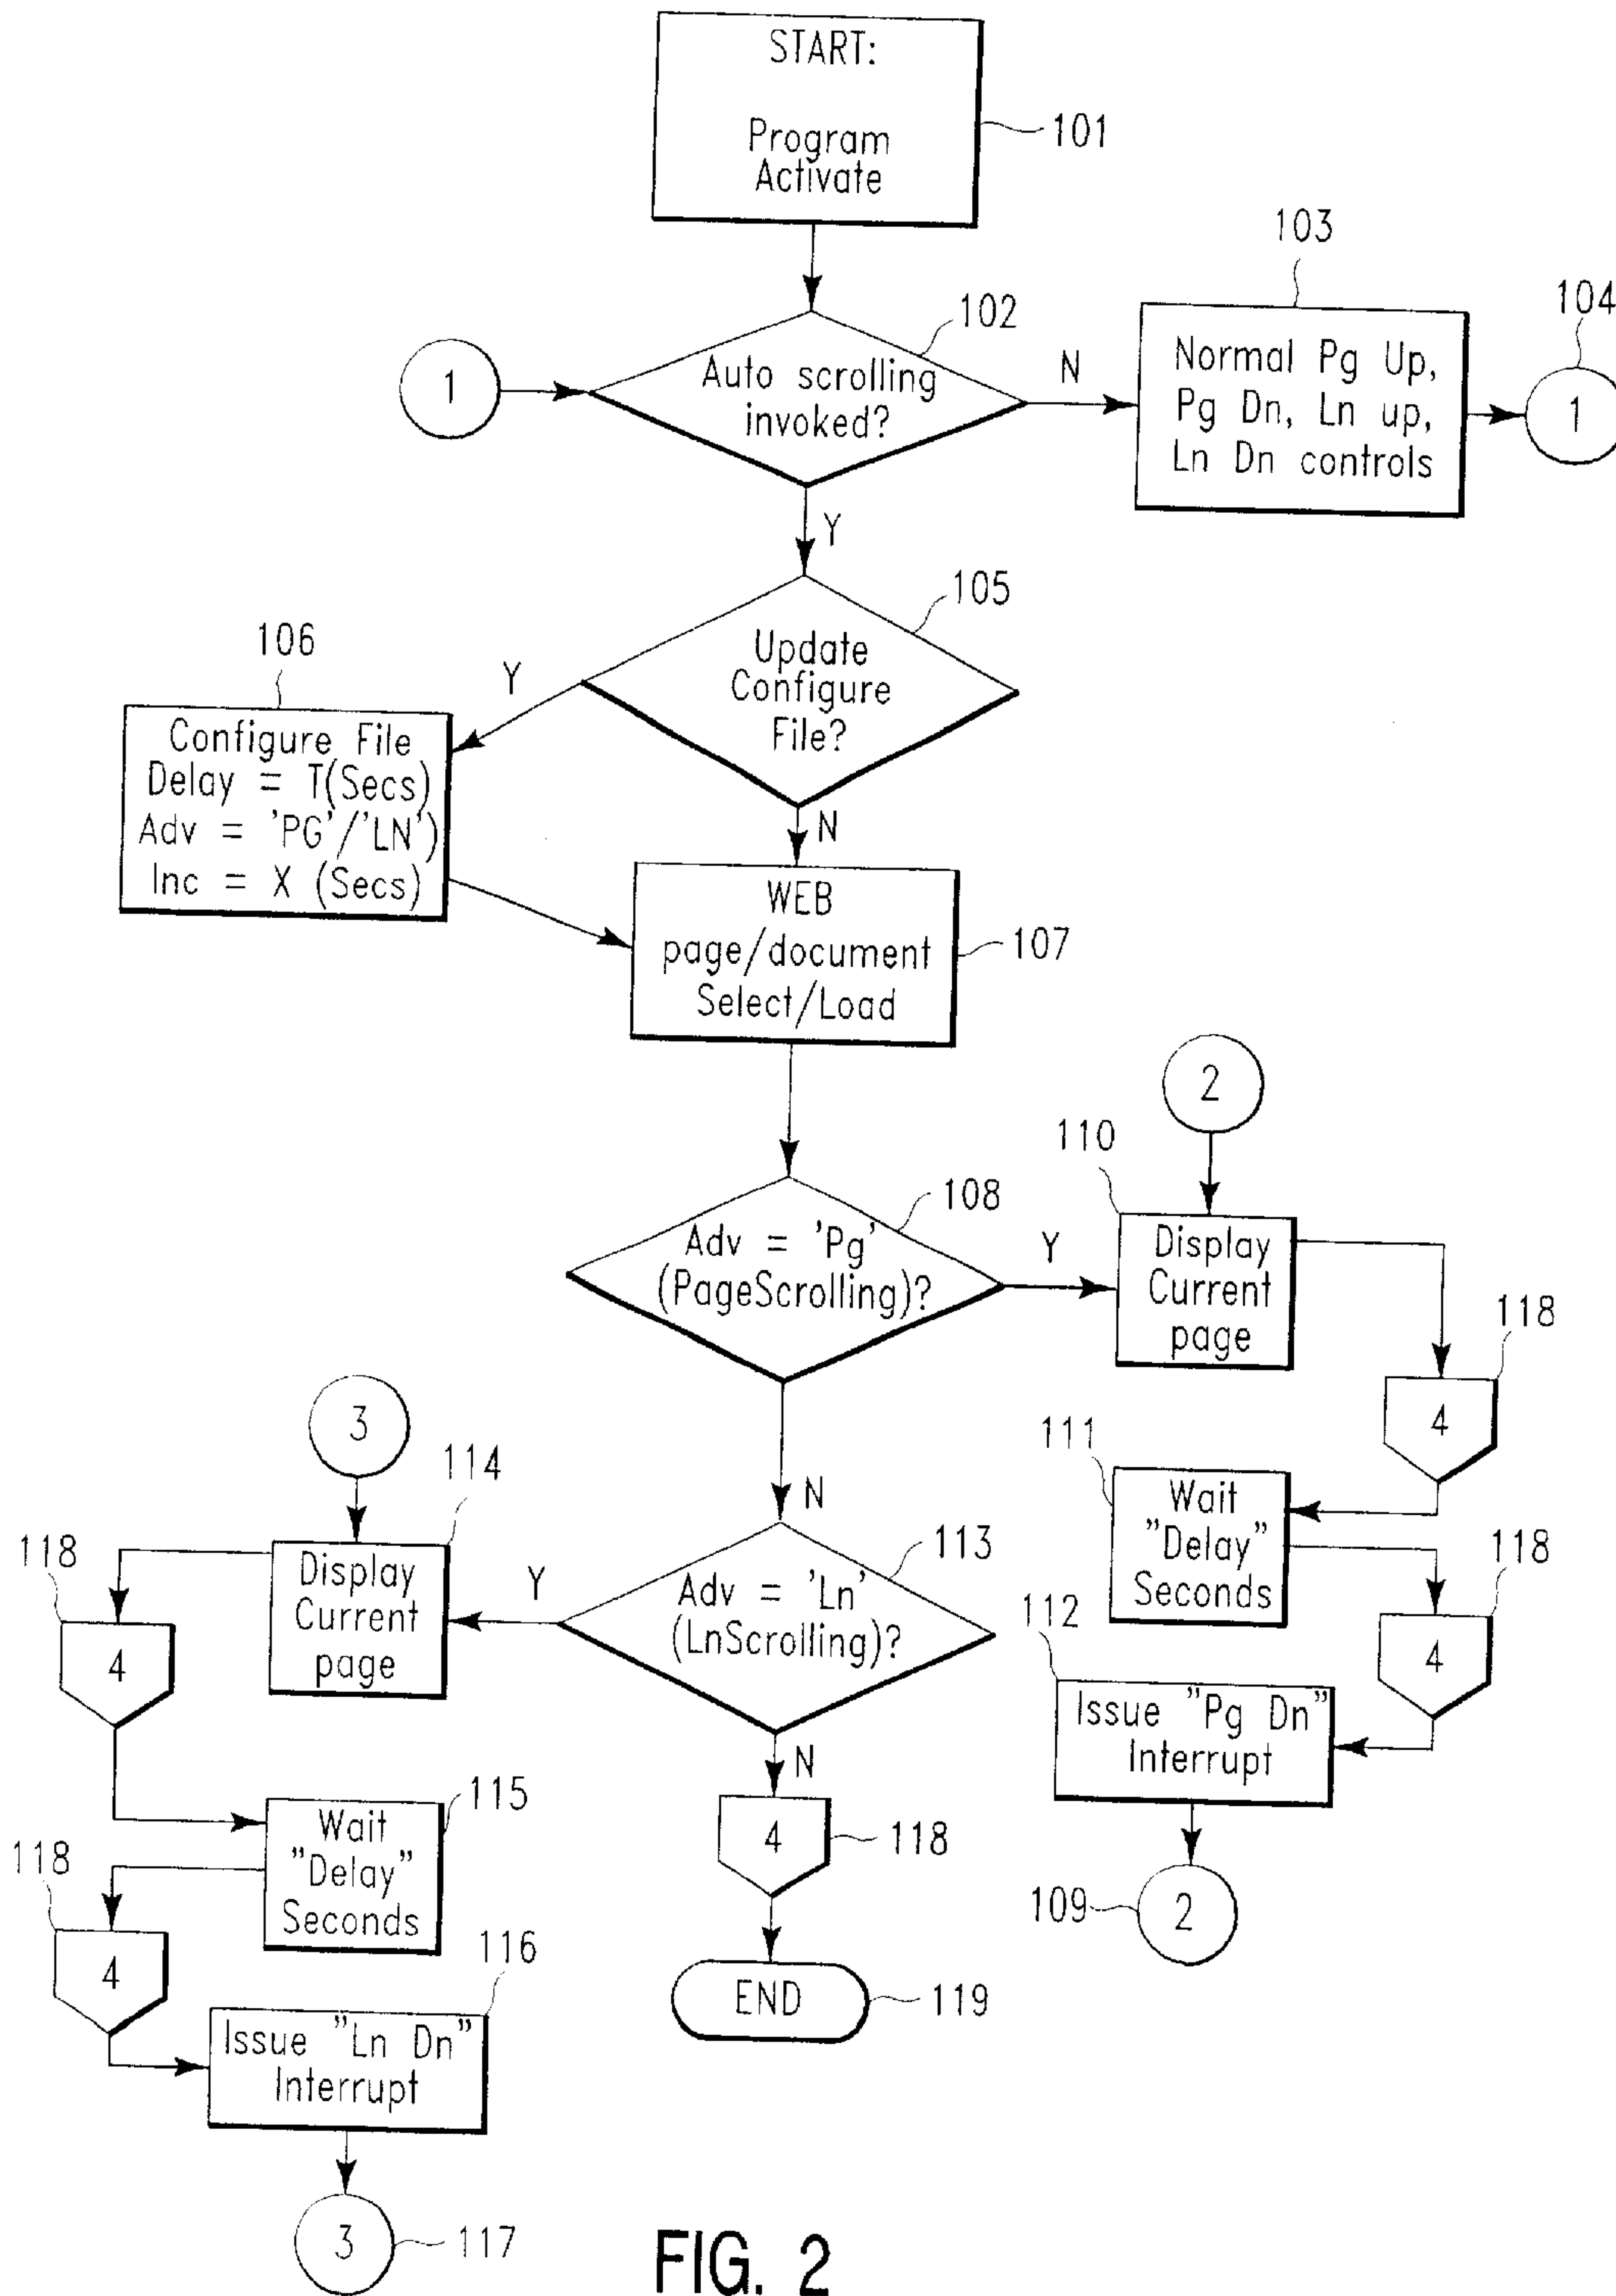 START:
Program
Activate
101
102
103
104
1
Auto scrolling
invoked?
N
Normal Pg Up,
Pg Dn, Ln up,
Ln Dn controls
1
Y
105
Update
Configure
File?
106
Y
Configure File
Delay = T(Secs)
Adv = 'PG'/'LN')
Inc = X (Secs)
N
WEB
page/document
Select/Load
107
2
108
110
Adv = 'Pg'
(PageScrolling)?
Y
Display
Current
page
118
4
3
N
111
Wait
"Delay"
Seconds
114
Display
Current
page
118
Y
113
Adv = 'Ln'
(LnScrolling)?
118
4
4
112
Issue "Pg Dn"
Interrupt
N
115
Wait
"Delay"
Seconds
118
4
118
4
109
2
116
Issue "Ln Dn"
Interrupt
END
119
3
117
FIG. 2